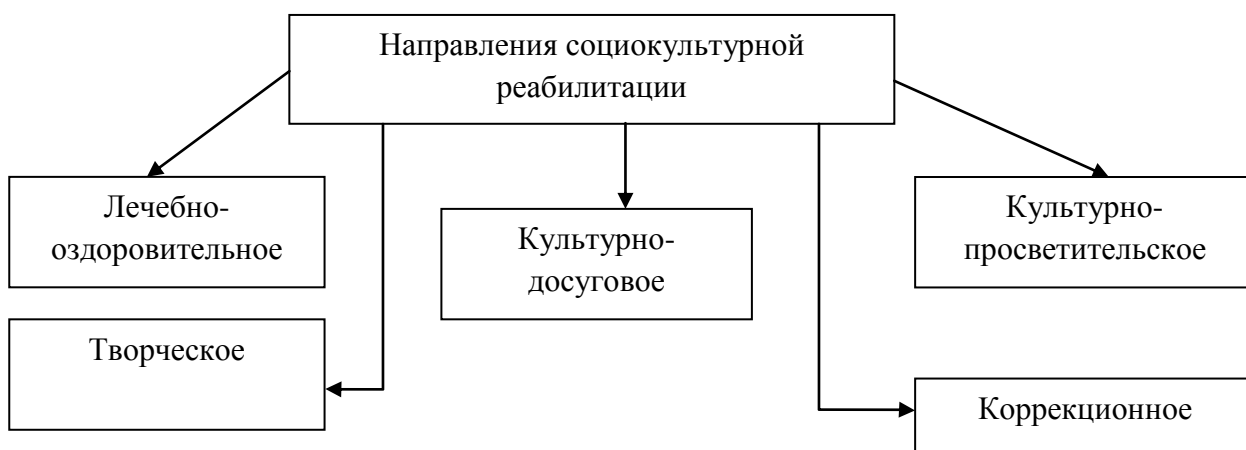 Направления социокультурной
реабилитации
Лечебно-
оздоровительное
Культурно-
досуговое
Культурно-
просветительское
Творческое
Коррекционное